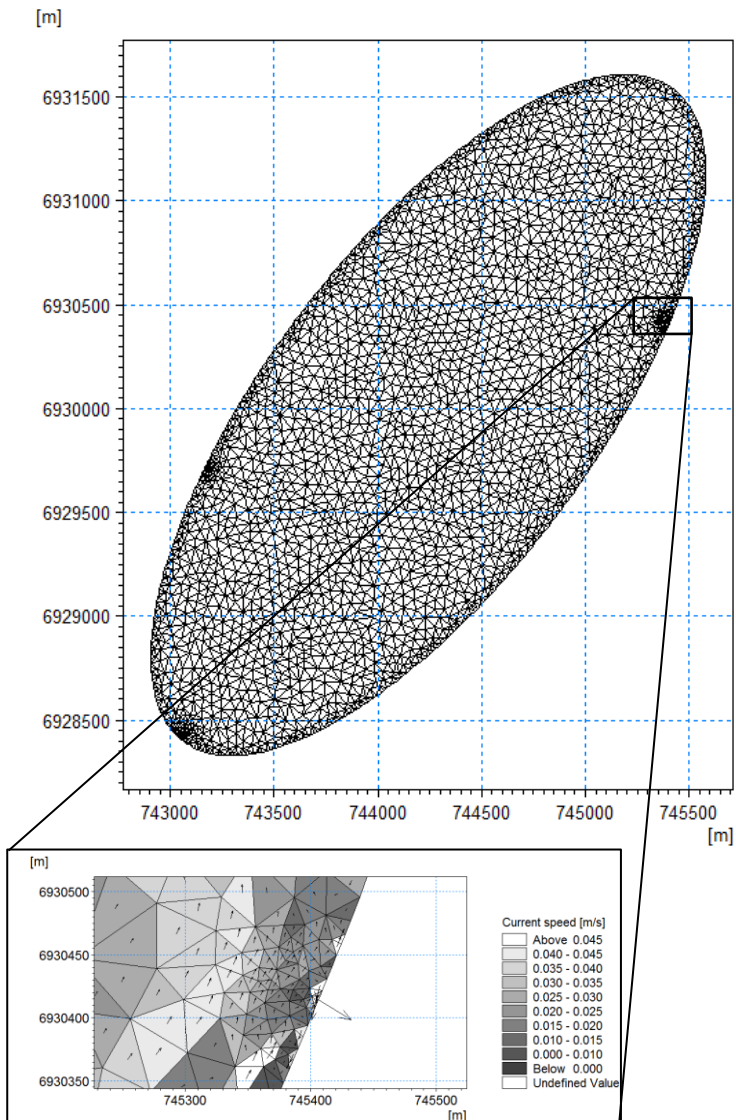 [m]
6931500
6931000
6930500
6930000
6929500
6929000
6928500
743000 743500 744000 744500 745000 745500
[m]
[m]
6930500
6930450
6930400
6930350
745300 745400 745500
[m]
Current speed [m/s]
Above 0.045
0.040 - 0.045
0.035 - 0.040
0.030 - 0.035
0.025 - 0.030
0.020 - 0.025
0.015 - 0.020
0.010 - 0.015
0.000 - 0.010
Below 0.000
Undefined Value